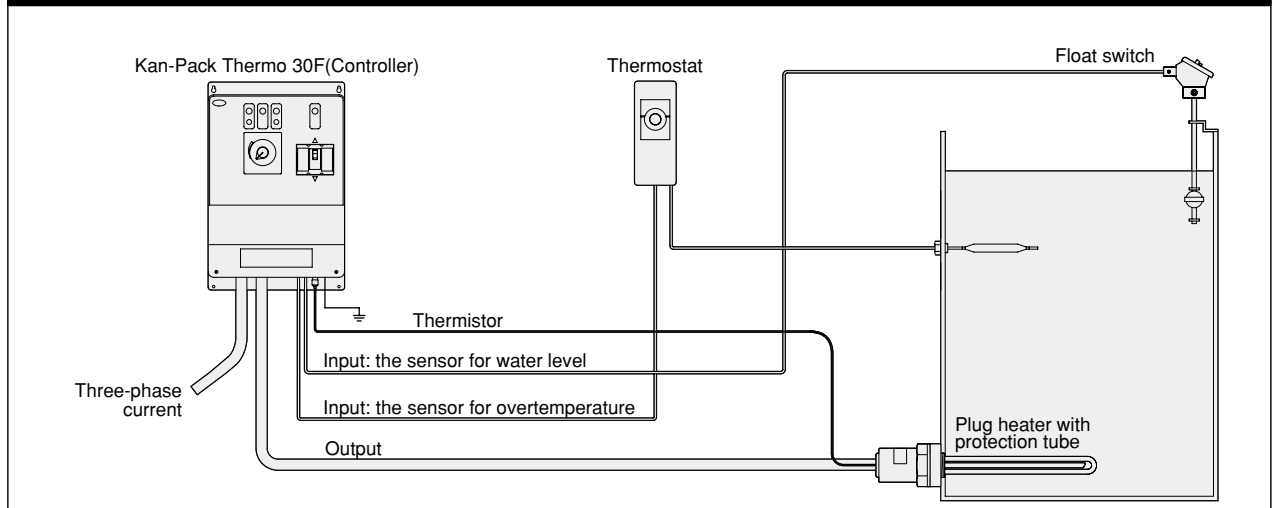 Kan-Pack Thermo 30F(Controller)
Thermostat
Float switch
Thermistor
Input: the sensor for water level
Three-phase
current
Input: the sensor for overtemperature
Output
Plug heater with
protection tube